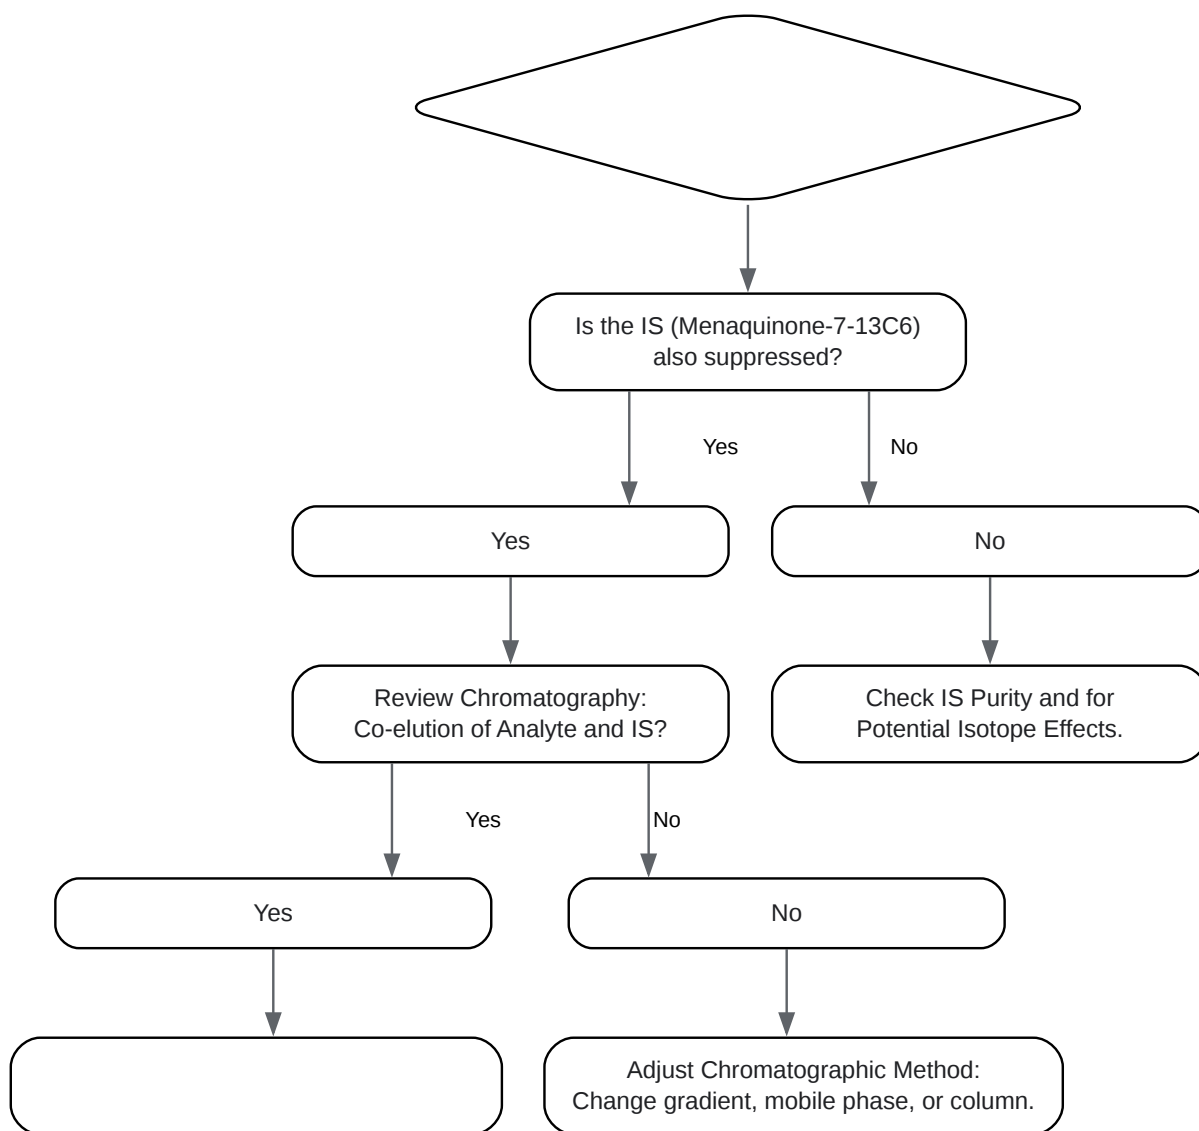 Is the IS (Menaquinone-7-13C6)
also suppressed?
Yes
No
Yes
No
Review Chromatography:
Co-elution of Analyte and IS?
Check IS Purity and for
Potential Isotope Effects.
Yes
No
Yes
No
Adjust Chromatographic Method:
Change gradient, mobile phase, or column.